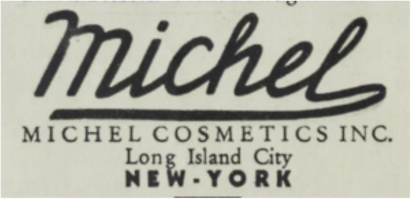 Michel
MICHEL COSMETICS INC.
Long Island City
NEW-YORK